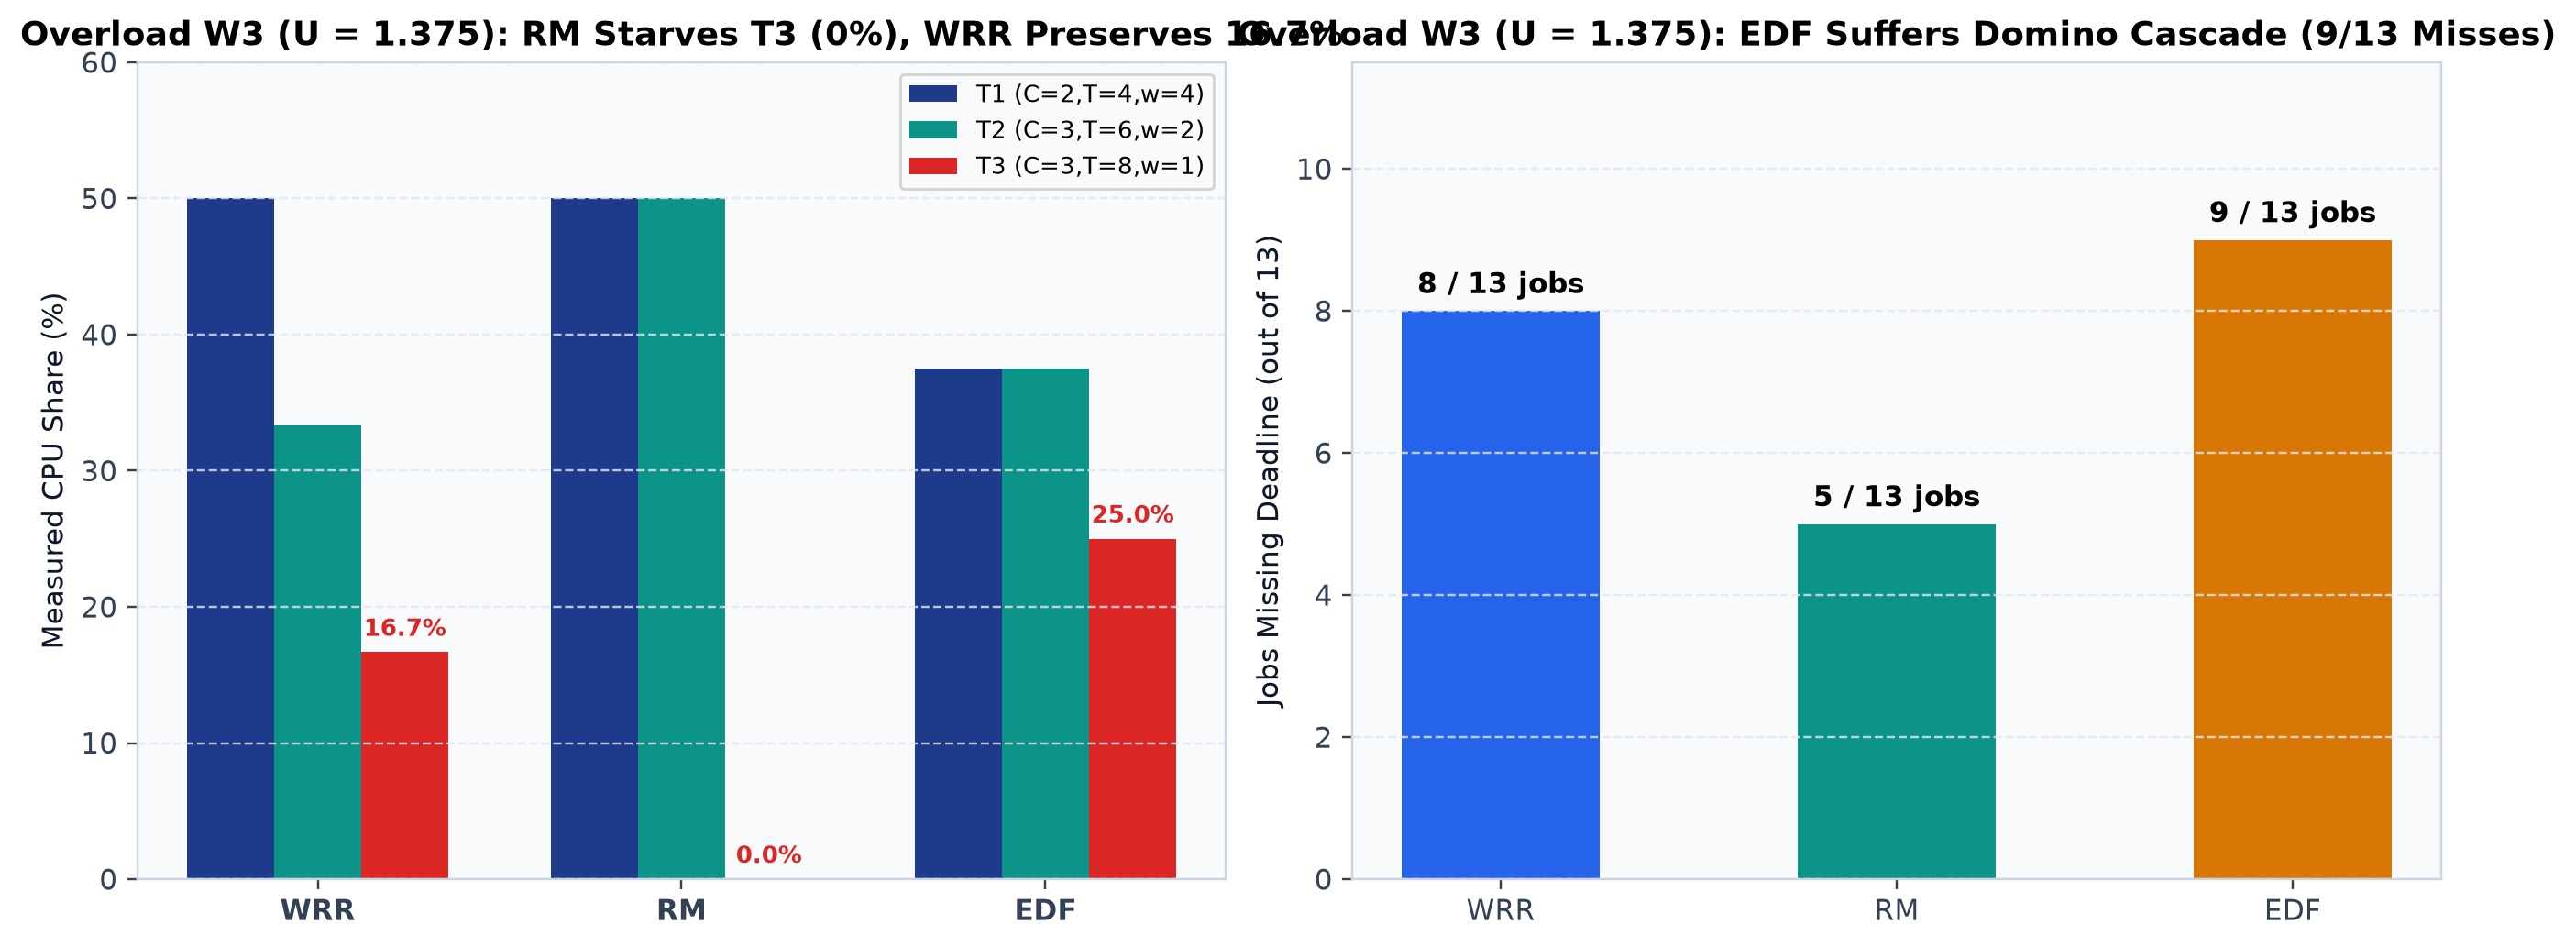 Overload W3 (U = 1.375): RM Starves T3 (0%), WRR Preserves 16.7%
Measured CPU Share (%)
60
50
40
30
20
10
0
T1 (C=2,T=4,w=4)
T2 (C=3,T=6,w=2)
T3 (C=3,T=8,w=1)
16.7%
0.0%
25.0%
WRR
RM
EDF
Overload W3 (U = 1.375): EDF Suffers Domino Cascade (9/13 Misses)
Jobs Missing Deadline (out of 13)
10
8
6
4
2
0
8 / 13 jobs
5 / 13 jobs
9 / 13 jobs
WRR
RM
EDF